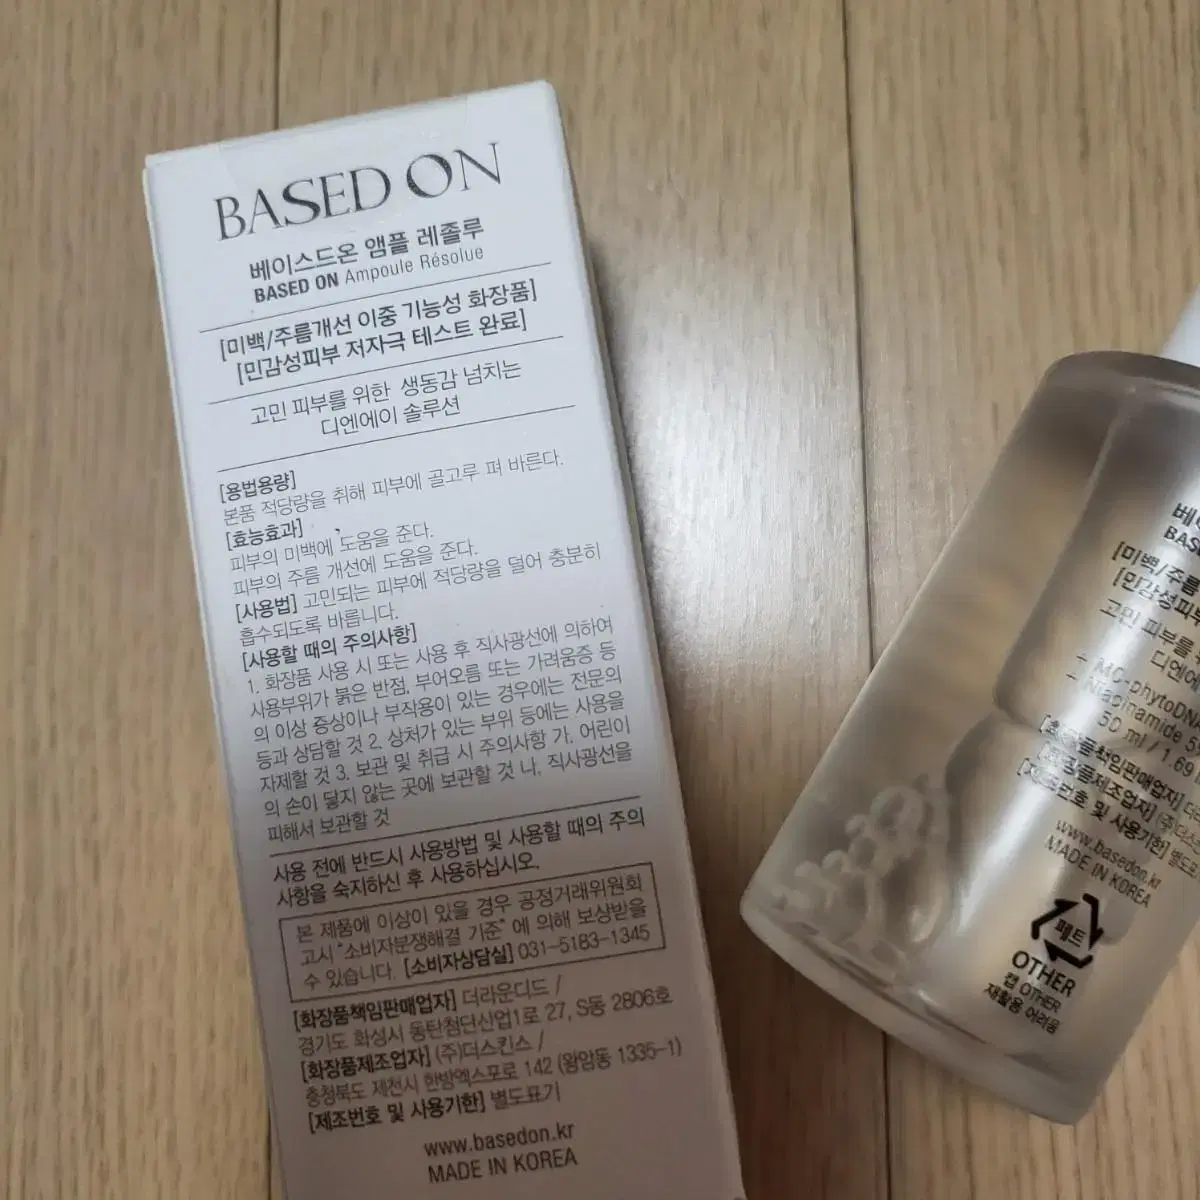 BASED ON
베이스드온 앰플 레졸루
BASED ON Ampoule Résolue
[미백/주름개선 이중 기능성 화장품]
[민감성피부 저자극 테스트 완료]
고민 피부를 위한 생동감 넘치는
디엔에이 솔루션
[용법용량]
본품 적당량을 취해 피부에 골고루 펴 바른다.
[효능효과]
피부의 미백에 도움을 준다.
피부의 주름 개선에 도움을 준다.
[사용법] 고민되는 피부에 적당량을 덜어 충분히
흡수되도록 바릅니다.
[사용할 때의 주의사항]
1. 화장품 사용 시 또는 사용 후 직사광선에 의하여
사용부위가 붉은 반점, 부어오름 또는 가려움증 등
의 이상 증상이나 부작용이 있는 경우에는 전문의
등과 상담할 것 2. 상처가 있는 부위 등에는 사용을
자제할 것 3. 보관 및 취급 시 주의사항 가. 어린이
의 손이 닿지 않는 곳에 보관할 것 나. 직사광선을
피해서 보관할 것
사용 전에 반드시 사용방법 및 사용할 때의 주의
사항을 숙지하신 후 사용하십시오.
본 제품에 이상이 있을 경우 공정거래위원회
고시 "소비자분쟁해결 기준" 에 의해 보상받을
수 있습니다. [소비자상담실] 031-5183-1345
[화장품책임판매업자] 더라운디드 /
경기도 화성시 동탄첨단산업1로 27, S동 2806호
[화장품제조업자] (주)더스킨스 /
충청북도 제천시 한방엑스포로 142 (왕암동 1335-1)
[제조번호 및 사용기한] 별도표기
www.basedon.kr
MADE IN KOREA
베
BASE
[미백/주름
[민감성피부
고민 피부를
디엔에
+ MC-phytoDN
+ Niacinamide 5
50 ml / 1.69
[화장품책임판매업자] 더라
[화장품제조업자] (주)더스킨
[제조번호 및 사용기한] 별도표
www.basedon.kr
MADE IN KOREA
페트
OTHER
캡 OTHER
재활용 어려움